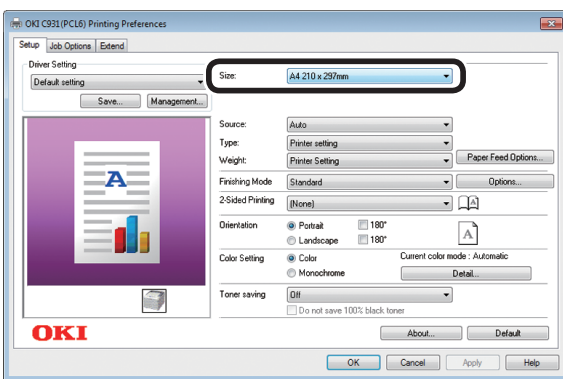 OKI C931(PCL6) Printing Preferences
Setup Job Options Extend
Driver Setting
Default setting
Save... Management...
Size: A4 210 x 297mm
Source: Auto
Type: Printer setting
Weight: Printer Setting Paper Feed Options...
Finishing Mode Standard Options...
2-Sided Printing (None)
Orientation Portrait 180°
Landscape 180°
Color Setting Color Current color mode : Automatic
Monochrome Detail...
Toner saving Off
Do not save 100% black toner
A
A
A
OKI
About... Default
OK Cancel Apply Help